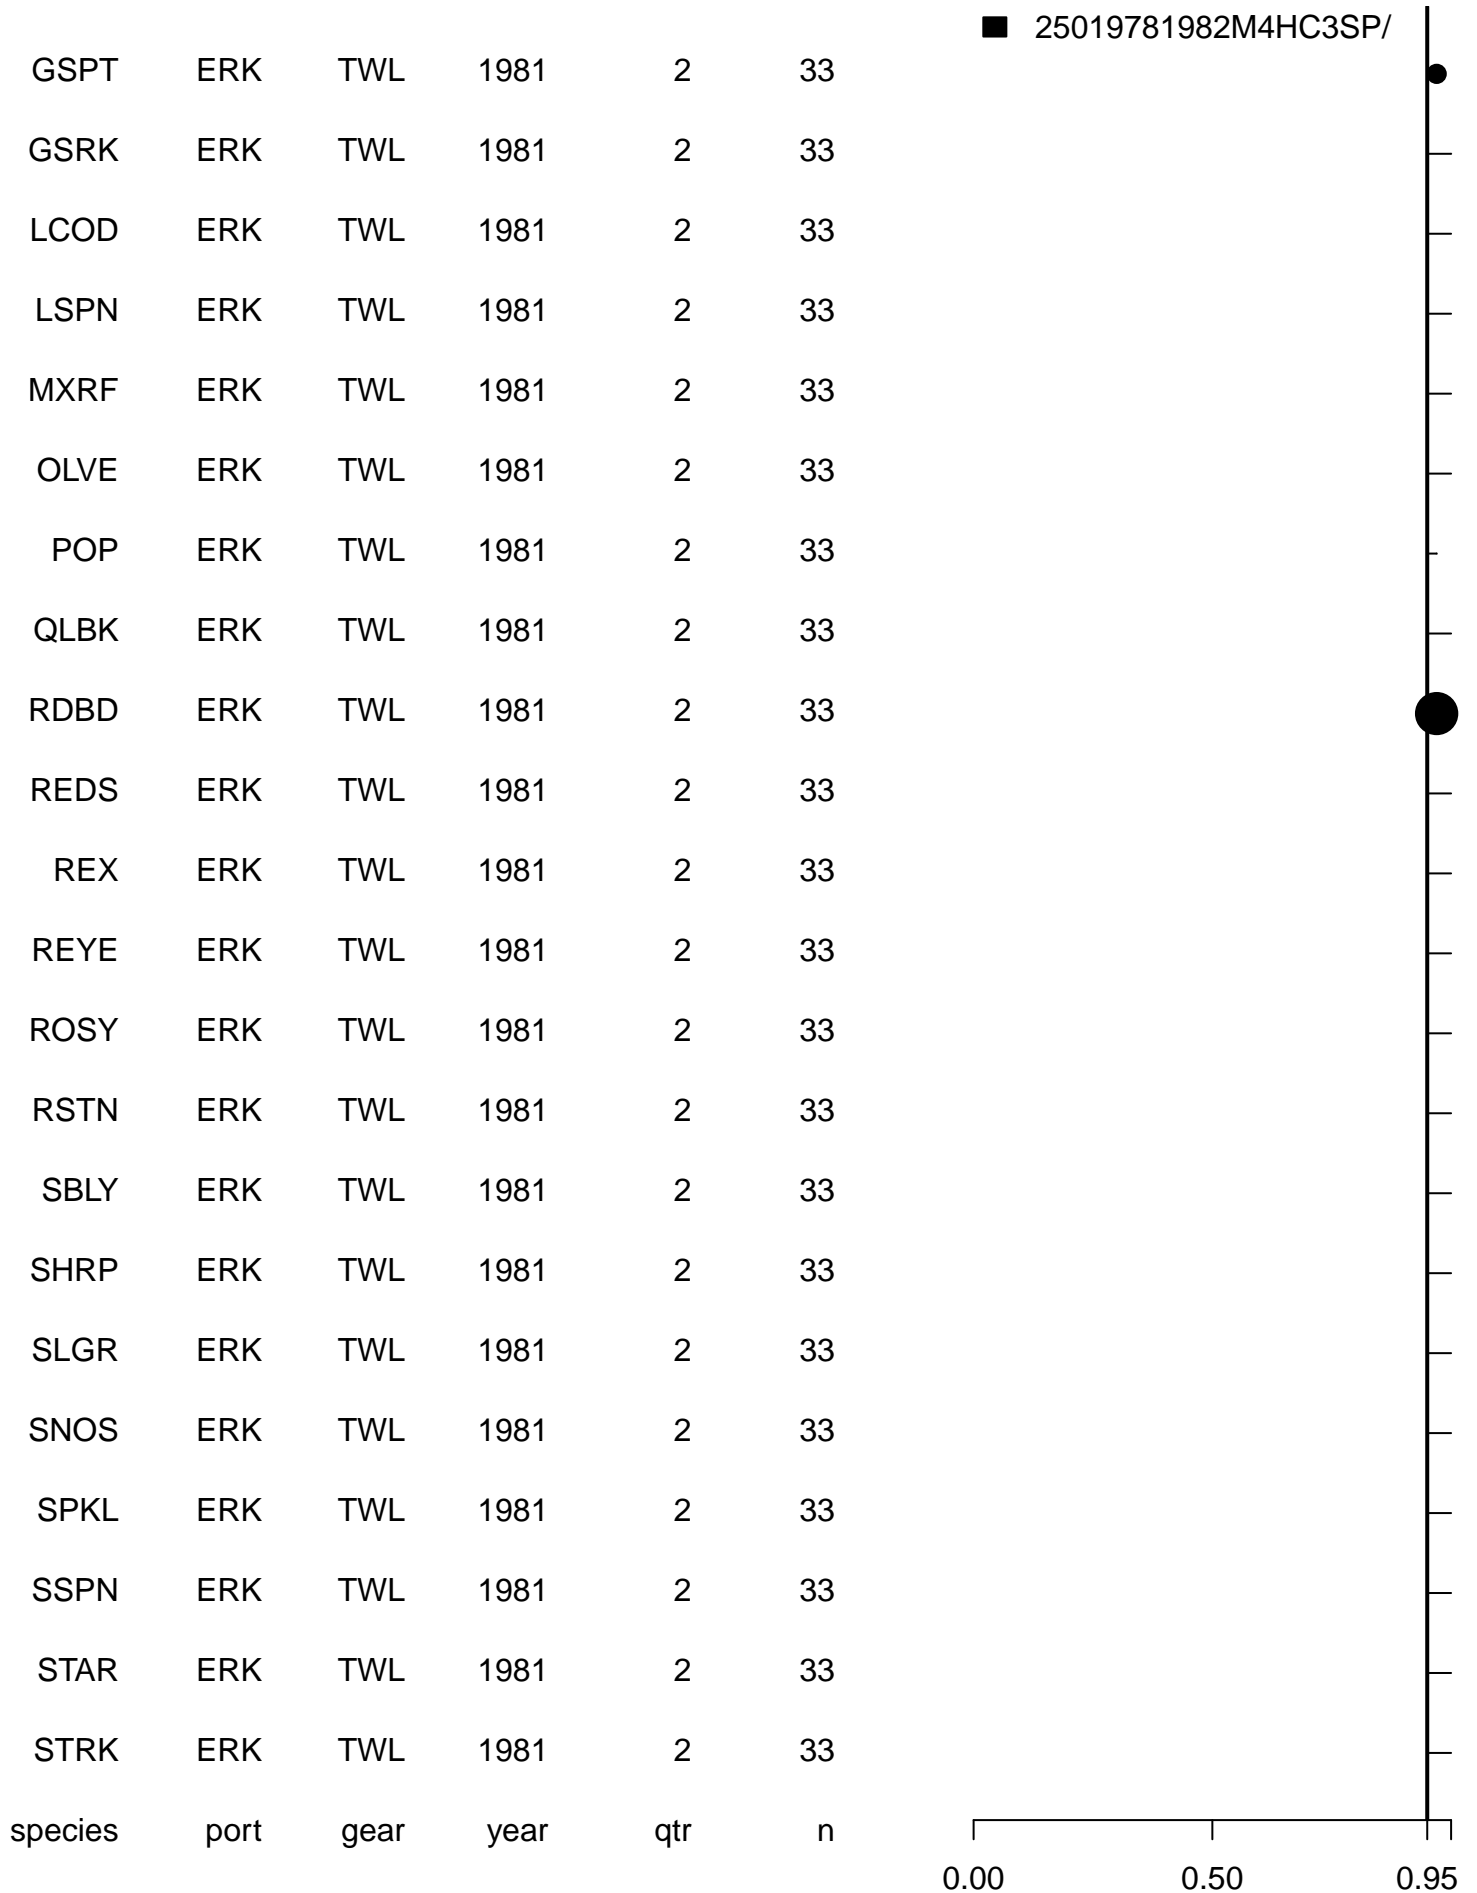 25019781982M4HC3SP/
GSPT ERK TWL 1981 2 33
GSRK ERK TWL 1981 2 33
LCOD ERK TWL 1981 2 33
LSPN ERK TWL 1981 2 33
MXRF ERK TWL 1981 2 33
OLVE ERK TWL 1981 2 33
POP ERK TWL 1981 2 33
QLBK ERK TWL 1981 2 33
RDBD ERK TWL 1981 2 33
REDS ERK TWL 1981 2 33
REX ERK TWL 1981 2 33
REYE ERK TWL 1981 2 33
ROSY ERK TWL 1981 2 33
RSTN ERK TWL 1981 2 33
SBLY ERK TWL 1981 2 33
SHRP ERK TWL 1981 2 33
SLGR ERK TWL 1981 2 33
SNOS ERK TWL 1981 2 33
SPKL ERK TWL 1981 2 33
SSPN ERK TWL 1981 2 33
STAR ERK TWL 1981 2 33
STRK ERK TWL 1981 2 33
species port gear year qtr n
0.00 0.50 0.95